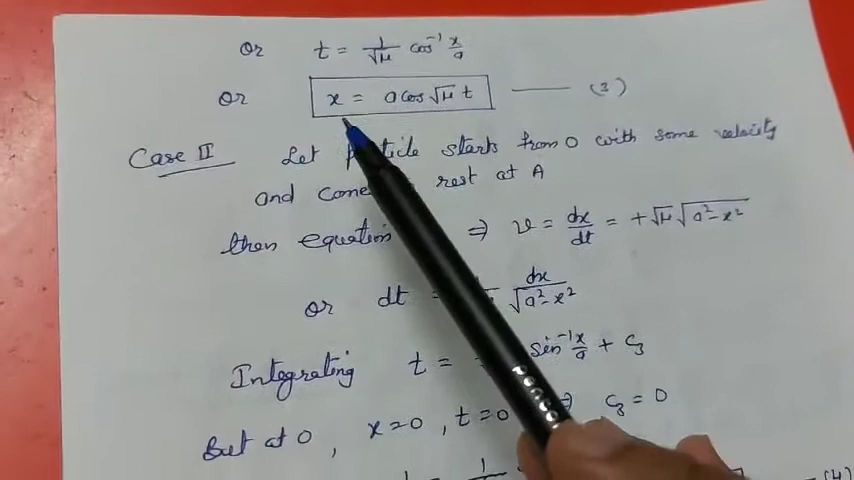 Or t = 1/√μ cos⁻¹ x/a
Or x = a cos √μ t —— (3)
Case II Let particle starts from O with some velocity
and comes rest at A
then equation ⇒ v = dx/dt = +√μ √a²-x²
or dt = dx/√a²-x²
Integrating t = sin⁻¹ x/a + c₃
But at O, x=0, t=0 ⇒ c₃ = 0
(4)